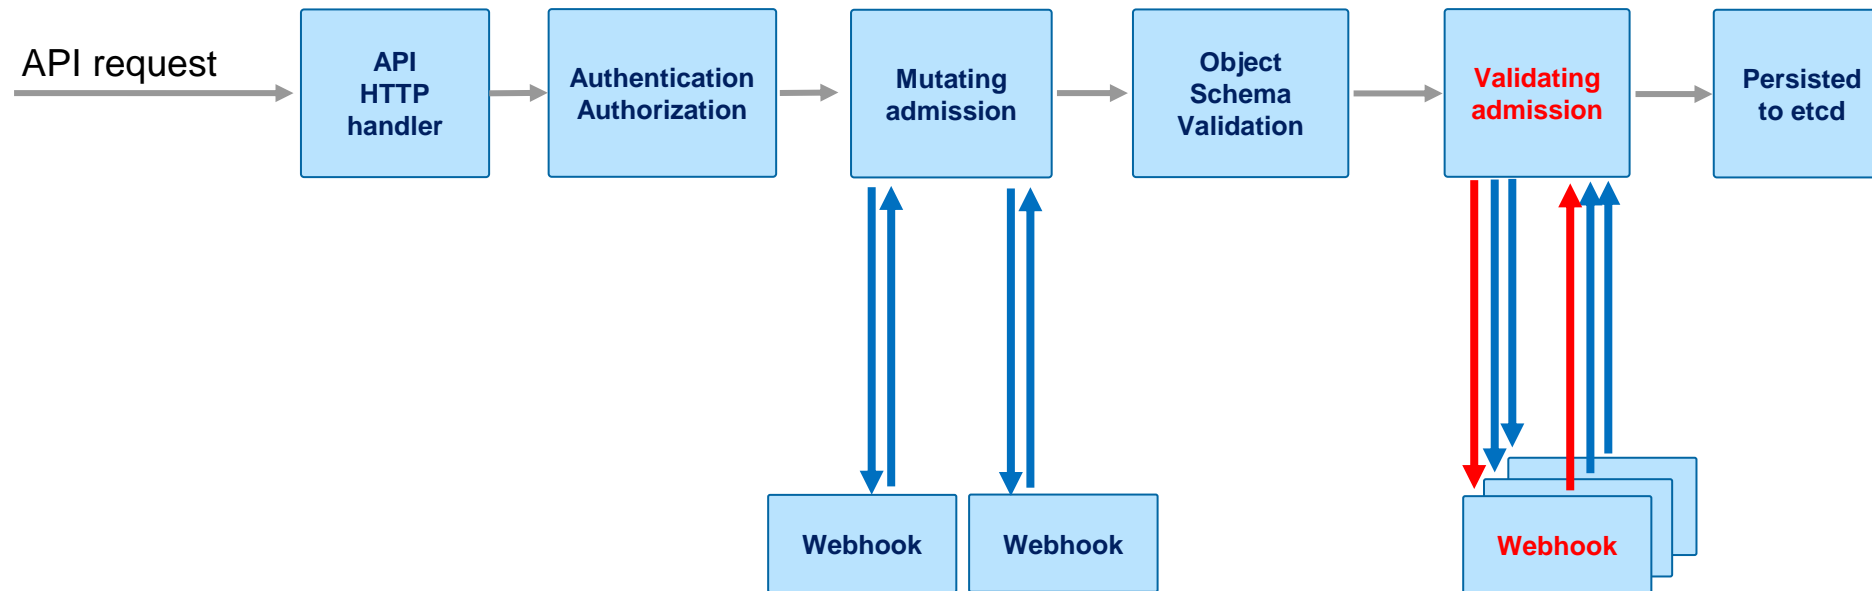 API request
API
HTTP
handler
Authentication
Authorization
Mutating
admission
Object
Schema
Validation
Validating
admission
Persisted
to etcd
Webhook
Webhook
Webhook